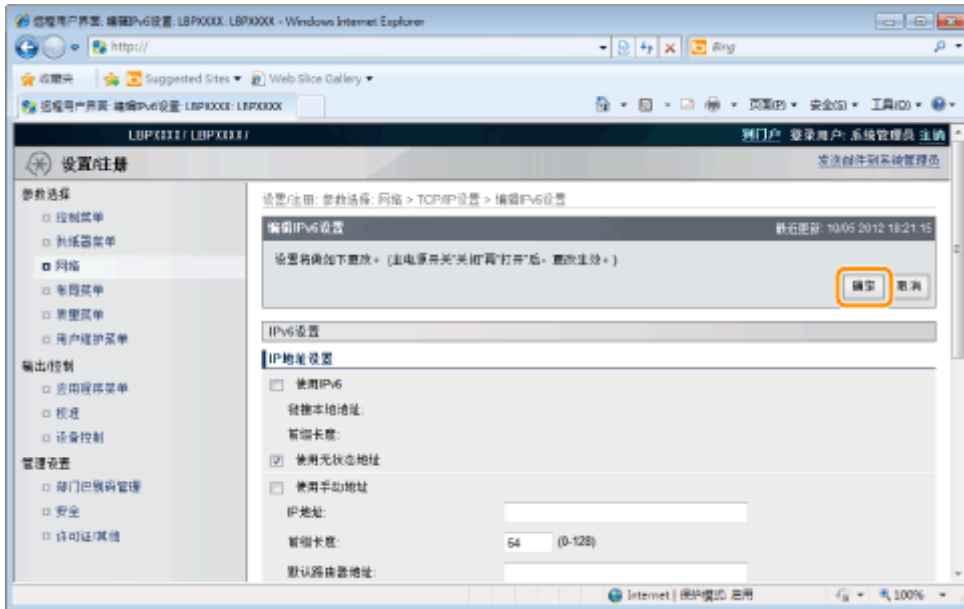 远程用户界面: 编辑IPv6设置: LBPXXXX: LBPXXXX - Windows Internet Explorer
http://
Bing
收藏夹 Suggested Sites Web Slice Gallery
远程用户界面: 编辑IPv6设置: LBPXXXX: LBPXXXX
页面(P) 安全(S) 工具(O)
LBPXXXX / LBPXXXX /
到门户 登录用户: 系统管理员 注销
设置/注册
发送邮件到系统管理员
参数选择
控制菜单
供纸器菜单
网络
布局菜单
质量菜单
用户维护菜单
输出/控制
应用程序菜单
校准
设备控制
管理设置
部门识别码管理
安全
许可证/其他
设置/注册: 参数选择: 网络 > TCP/IP设置 > 编辑IPv6设置
编辑IPv6设置
最近更新: 10/05 2012 18:21:15
设置将做如下更改。(主电源开关"关闭"再"打开"后，更改生效。)
确定 取消
IPv6设置
IP地址设置
使用IPv6
链接本地地址:
前缀长度:
使用无状态地址
使用手动地址
IP地址:
前缀长度: 64 (0-128)
默认路由器地址:
Internet | 保护模式: 启用
100%